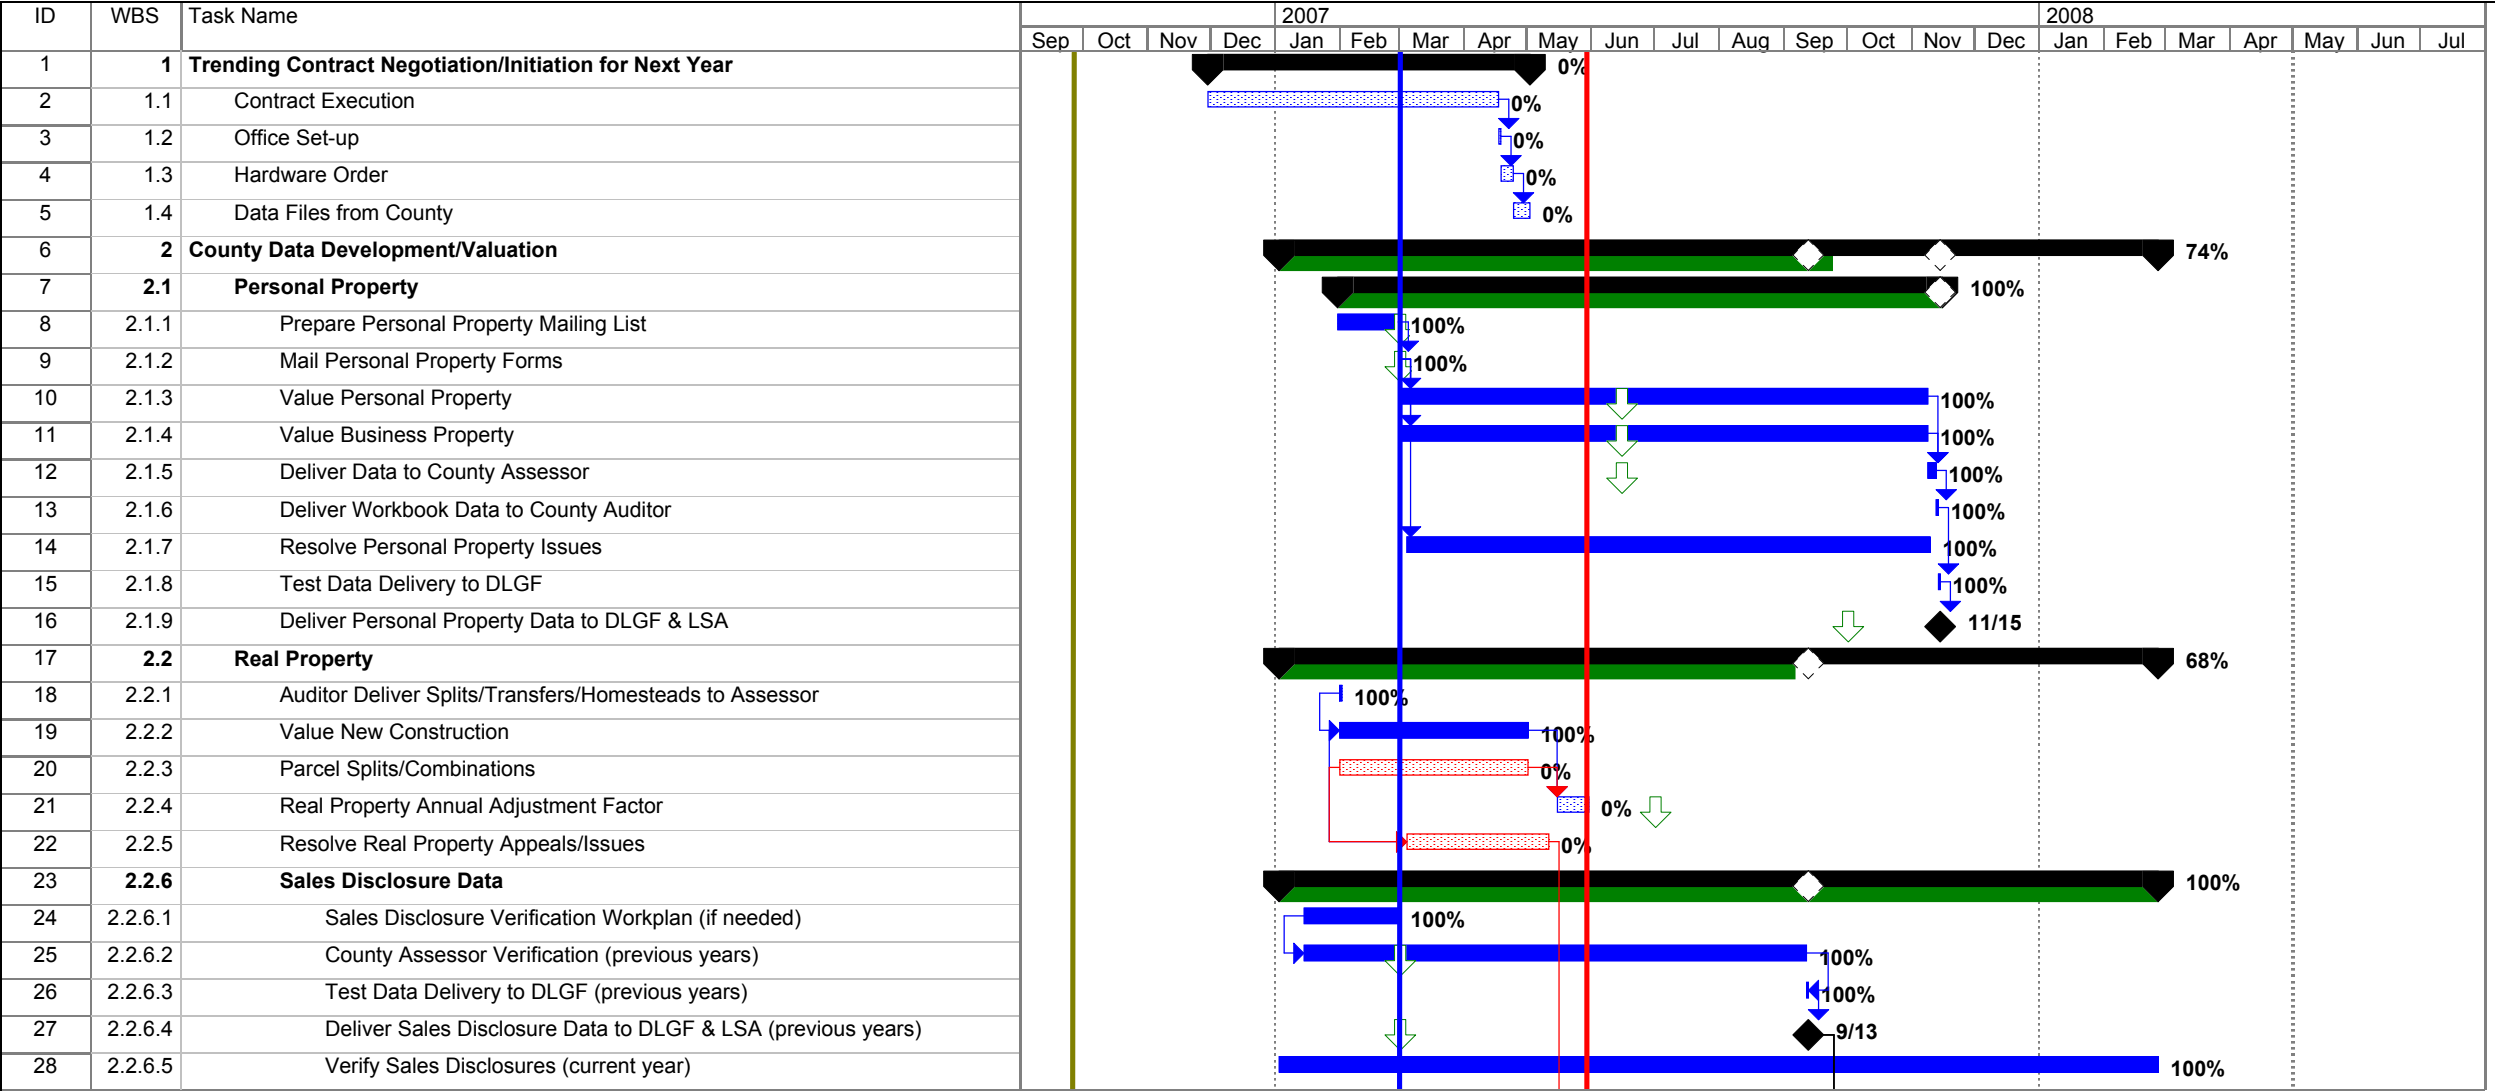 ID WBS Task Name 2007 2008
Sep Oct Nov Dec Jan Feb Mar Apr May Jun Jul Aug Sep Oct Nov Dec Jan Feb Mar Apr May Jun Jul
1 1 Trending Contract Negotiation/Initiation for Next Year 0%
2 1.1 Contract Execution 0%
3 1.2 Office Set-up 0%
4 1.3 Hardware Order 0%
5 1.4 Data Files from County 0%
6 2 County Data Development/Valuation 74%
7 2.1 Personal Property 100%
8 2.1.1 Prepare Personal Property Mailing List 100%
9 2.1.2 Mail Personal Property Forms 100%
10 2.1.3 Value Personal Property 100%
11 2.1.4 Value Business Property 100%
12 2.1.5 Deliver Data to County Assessor 100%
13 2.1.6 Deliver Workbook Data to County Auditor 100%
14 2.1.7 Resolve Personal Property Issues 100%
15 2.1.8 Test Data Delivery to DLGF 100%
16 2.1.9 Deliver Personal Property Data to DLGF & LSA 11/15
17 2.2 Real Property 68%
18 2.2.1 Auditor Deliver Splits/Transfers/Homesteads to Assessor 100%
19 2.2.2 Value New Construction 100%
20 2.2.3 Parcel Splits/Combinations 0%
21 2.2.4 Real Property Annual Adjustment Factor 0%
22 2.2.5 Resolve Real Property Appeals/Issues 0%
23 2.2.6 Sales Disclosure Data 100%
24 2.2.6.1 Sales Disclosure Verification Workplan (if needed) 100%
25 2.2.6.2 County Assessor Verification (previous years) 100%
26 2.2.6.3 Test Data Delivery to DLGF (previous years) 100%
27 2.2.6.4 Deliver Sales Disclosure Data to DLGF & LSA (previous years) 9/13
28 2.2.6.5 Verify Sales Disclosures (current year) 100%